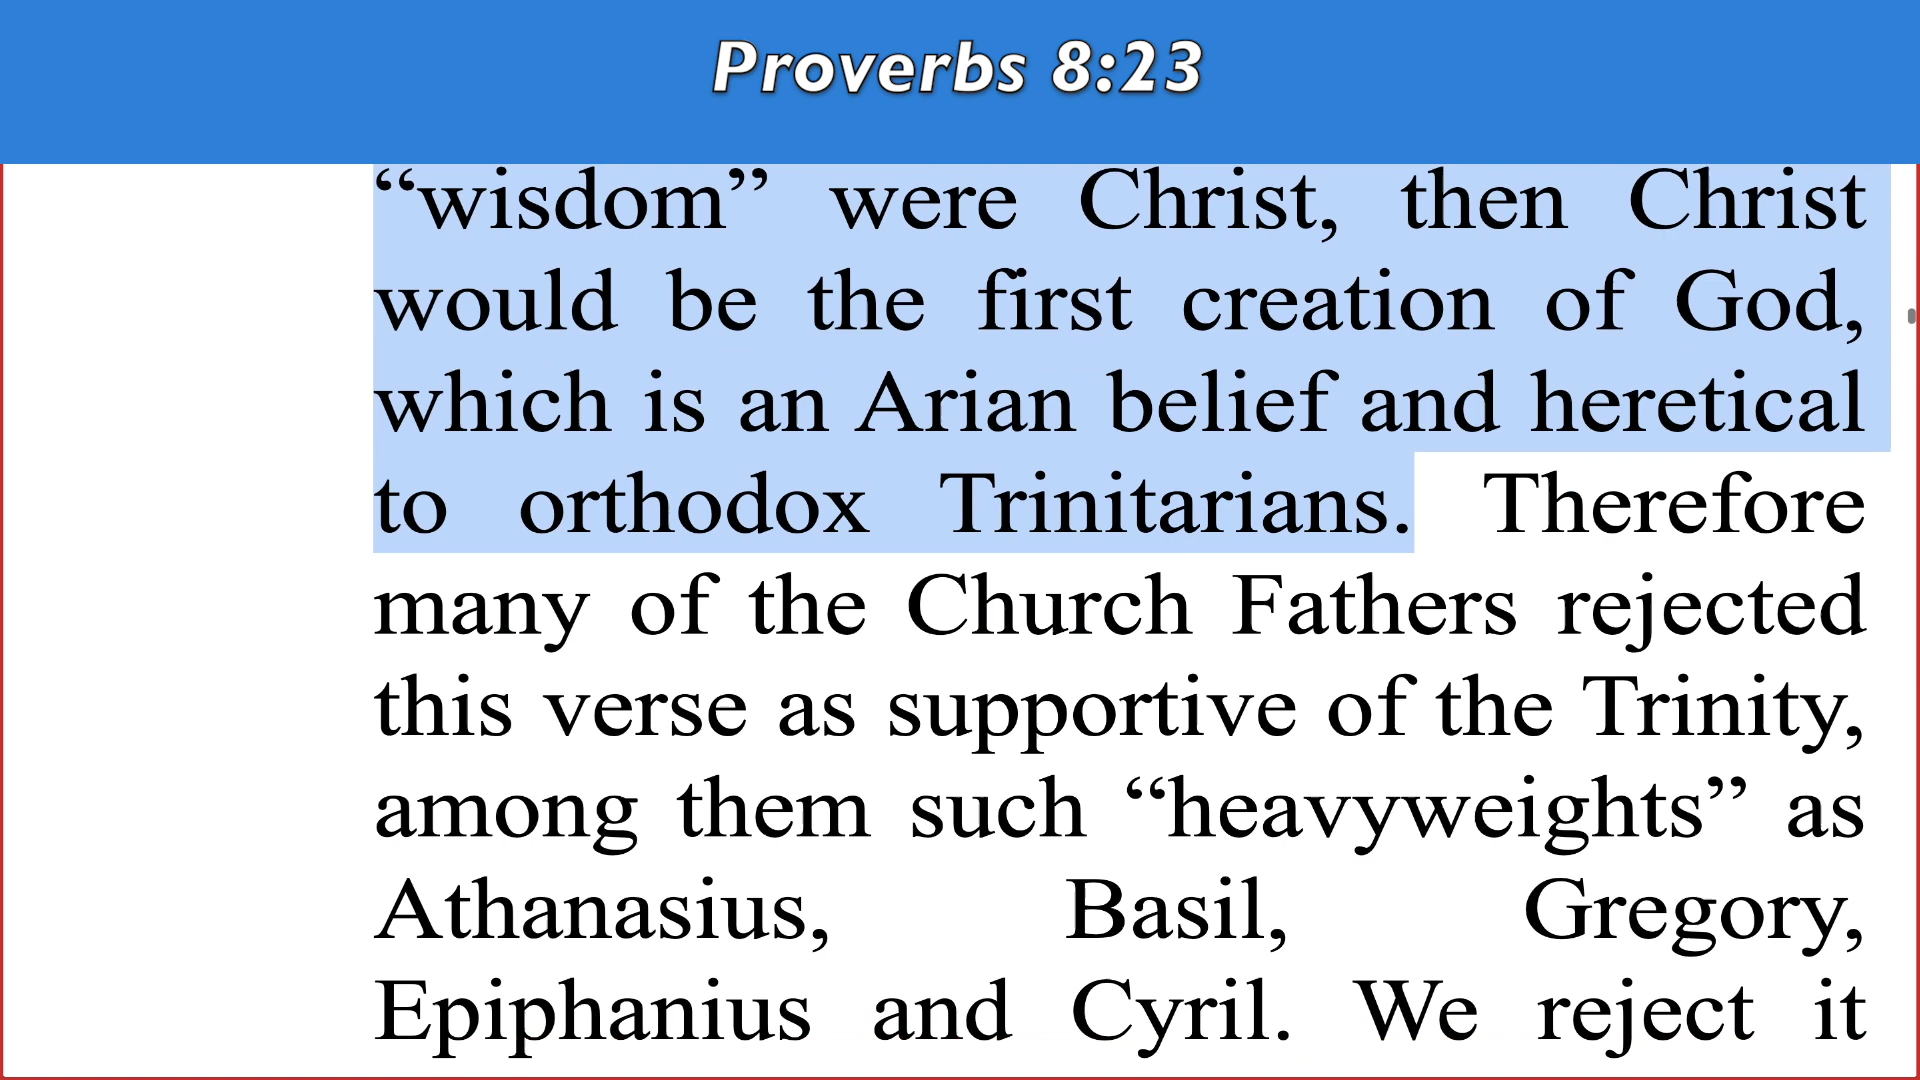 Proverbs 8:23
“wisdom” were Christ, then Christ
would be the first creation of God,
which is an Arian belief and heretical
to orthodox Trinitarians. Therefore
many of the Church Fathers rejected
this verse as supportive of the Trinity,
among them such “heavyweights” as
Athanasius, Basil, Gregory,
Epiphanius and Cyril. We reject it